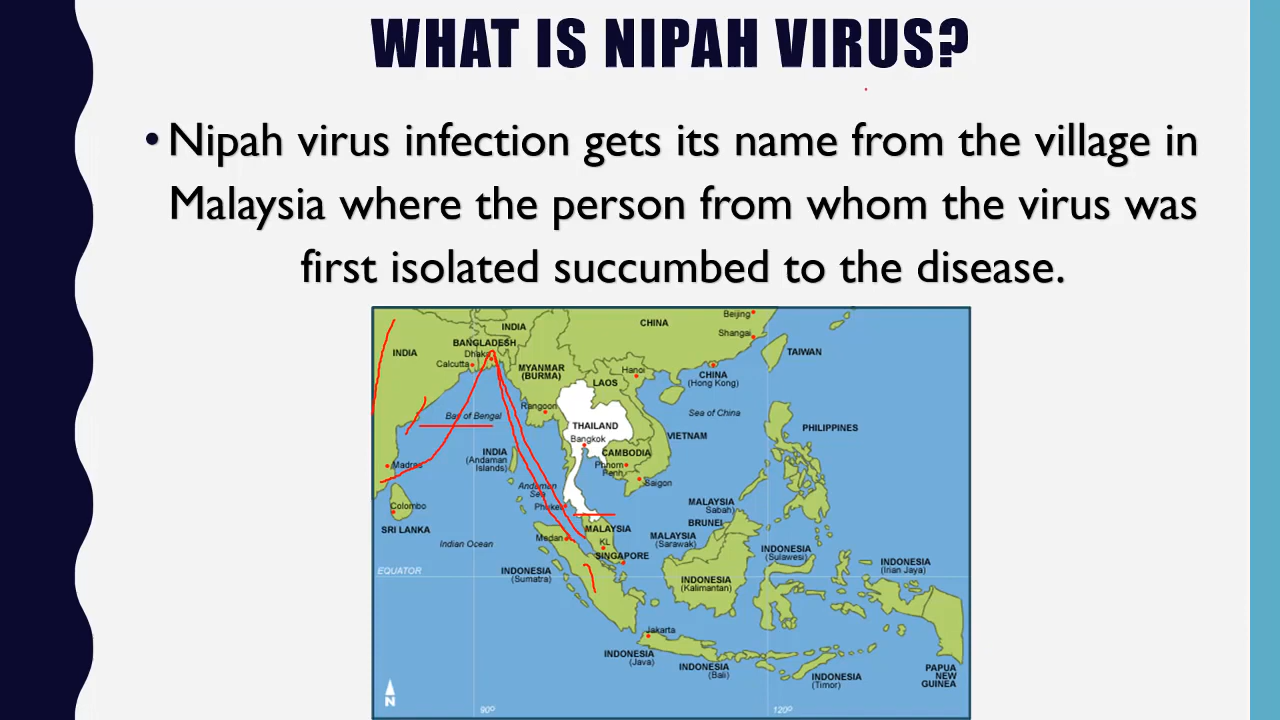 WHAT IS NIPAH VIRUS?
• Nipah virus infection gets its name from the village in
Malaysia where the person from whom the virus was
first isolated succumbed to the disease.
Beijing
INDIA
CHINA
Shangai
BANGLADESH
INDIA
Dhaka
TAIWAN
Calcutta
MYANMAR
(BURMA)
Hanoi
LAOS
CHINA
(Hong Kong)
Rangoon
Bay of Bengal
Sea of China
THAILAND
PHILIPPINES
Bangkok
VIETNAM
INDIA
(Andaman
Islands)
CAMBODIA
Madras
Phnom
Penh
Saigon
Andaman
Sea
Colombo
Phuket
MALAYSIA
Sabah)
SRI LANKA
MALAYSIA
BRUNEI
Medan
KL
MALAYSIA
(Sarawak)
Indian Ocean
SINGAPORE
INDONESIA
(Sulawesi)
EQUATOR
INDONESIA
(Sumatra)
INDONESIA
(Irian Jaya)
INDONESIA
(Kalimantan)
Jakarta
INDONESIA
(Java)
INDONESIA
(Bali)
INDONESIA
(Timor)
PAPUA
NEW
GUINEA
N
90º
120º